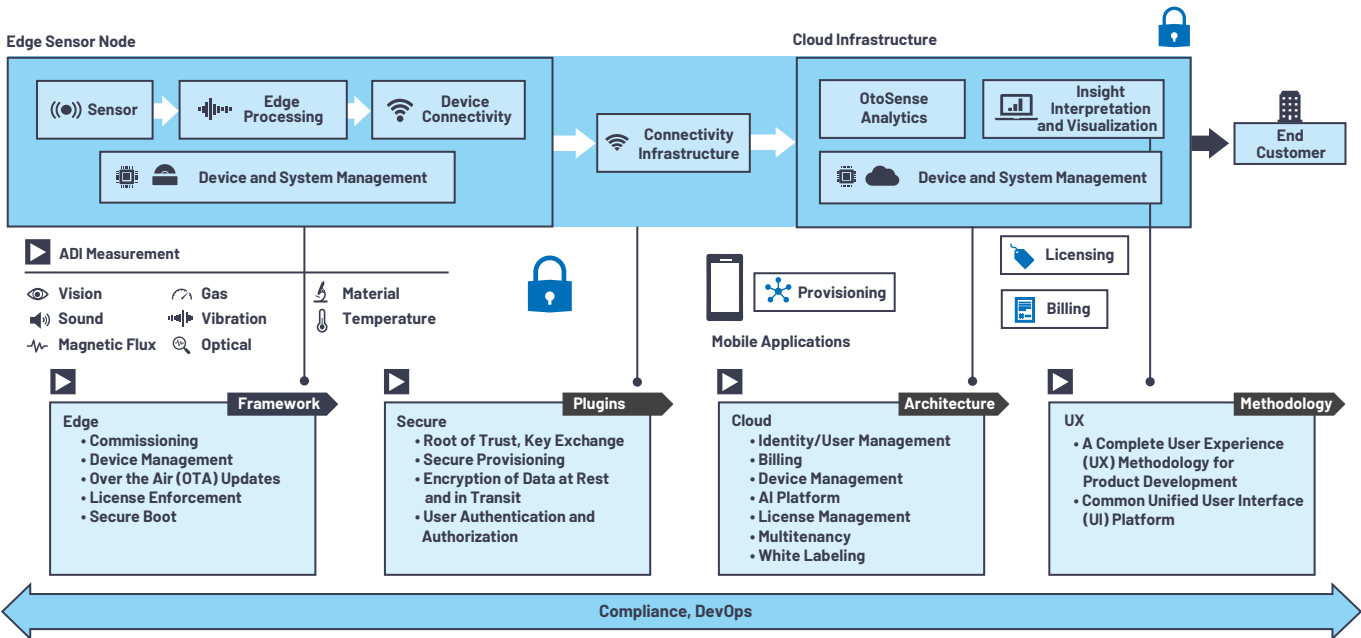 Edge Sensor Node
Cloud Infrastructure
Sensor
Edge
Processing
Device
Connectivity
Device and System Management
Connectivity
Infrastructure
OtoSense
Analytics
Insight
Interpretation
and Visualization
Device and System Management
End
Customer
ADI Measurement
Vision
Sound
Magnetic Flux
Gas
Vibration
Optical
Material
Temperature
Provisioning
Mobile Applications
Licensing
Billing
Framework
Edge
• Commissioning
• Device Management
• Over the Air (OTA) Updates
• License Enforcement
• Secure Boot
Plugins
Secure
• Root of Trust, Key Exchange
• Secure Provisioning
• Encryption of Data at Rest
and in Transit
• User Authentication and
Authorization
Architecture
Cloud
• Identity/User Management
• Billing
• Device Management
• AI Platform
• License Management
• Multitenancy
• White Labeling
Methodology
UX
• A Complete User Experience
(UX) Methodology for
Product Development
• Common Unified User Interface
(UI) Platform
Compliance, DevOps